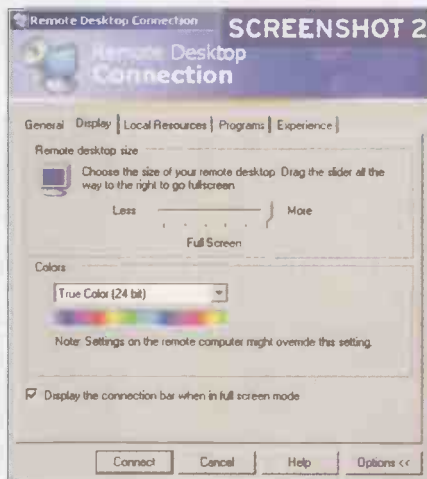 Remote Desktop Connection
SCREENSHOT 2
Remote Desktop
Connection
General Display Local Resources Programs Experience
Remote desktop size
Choose the size of your remote desktop. Drag the slider all the
way to the right to go fullscreen
Less More
Full Screen
Colors
True Color (24 bit)
Note: Settings on the remote computer might override this setting.
Display the connection bar when in full screen mode
Connect Cancel Help Options <<